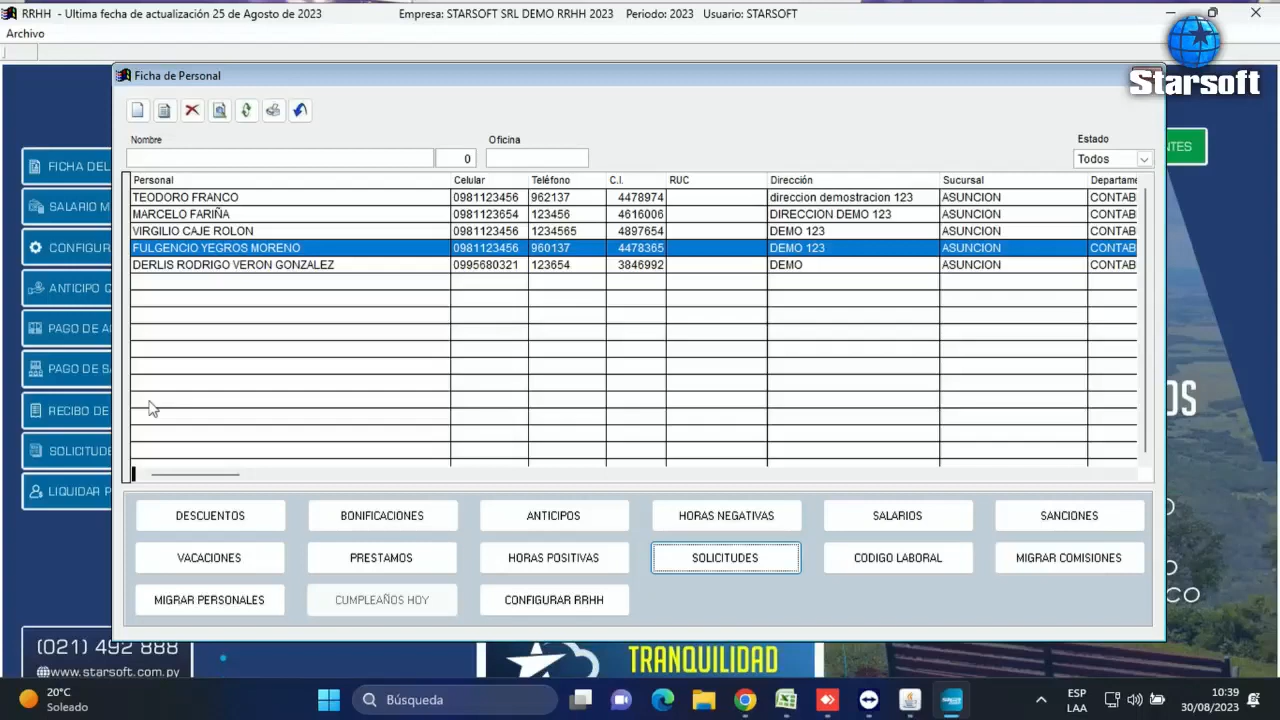 RRHH - Ultima fecha de actualización 25 de Agosto de 2023 Empresa: STARSOFT SRL DEMO RRHH 2023 Periodo: 2023 Usuario: STARSOFT
Archivo
Starsoft
Ficha de Personal
Nombre Oficina Estado
0 Todos
Personal Celular Teléfono C.I. RUC Dirección Sucursal Departame
TEODORO FRANCO 0981123456 962137 4478974 direccion demostracion 123 ASUNCION CONTAB
MARCELO FARIÑA 0981123654 123456 4616006 DIRECCION DEMO 123 ASUNCION CONTAB
VIRGILIO CAJE ROLON 0981123456 1234565 4897654 DEMO 123 ASUNCION CONTAB
FULGENCIO YEGROS MORENO 0981123456 960137 4478365 DEMO 123 ASUNCION CONTAB
DERLIS RODRIGO VERON GONZALEZ 0995680321 123654 3846992 DEMO ASUNCION CONTAB
FICHA DEL
SALARIO M
CONFIGUR
ANTICIPO Q
PAGO DE A
PAGO DE S
RECIBO DE
SOLICITUDE
LIQUIDAR P
NTES
OS
CO
DESCUENTOS BONIFICACIONES ANTICIPOS HORAS NEGATIVAS SALARIOS SANCIONES
VACACIONES PRESTAMOS HORAS POSITIVAS SOLICITUDES CODIGO LABORAL MIGRAR COMISIONES
MIGRAR PERSONALES CUMPLEAÑOS HOY CONFIGURAR RRHH
(021) 492 888
www.starsoft.com.py
TRANQUILIDAD
20°C
Soleado
Búsqueda
ESP
LAA
10:39
30/08/2023